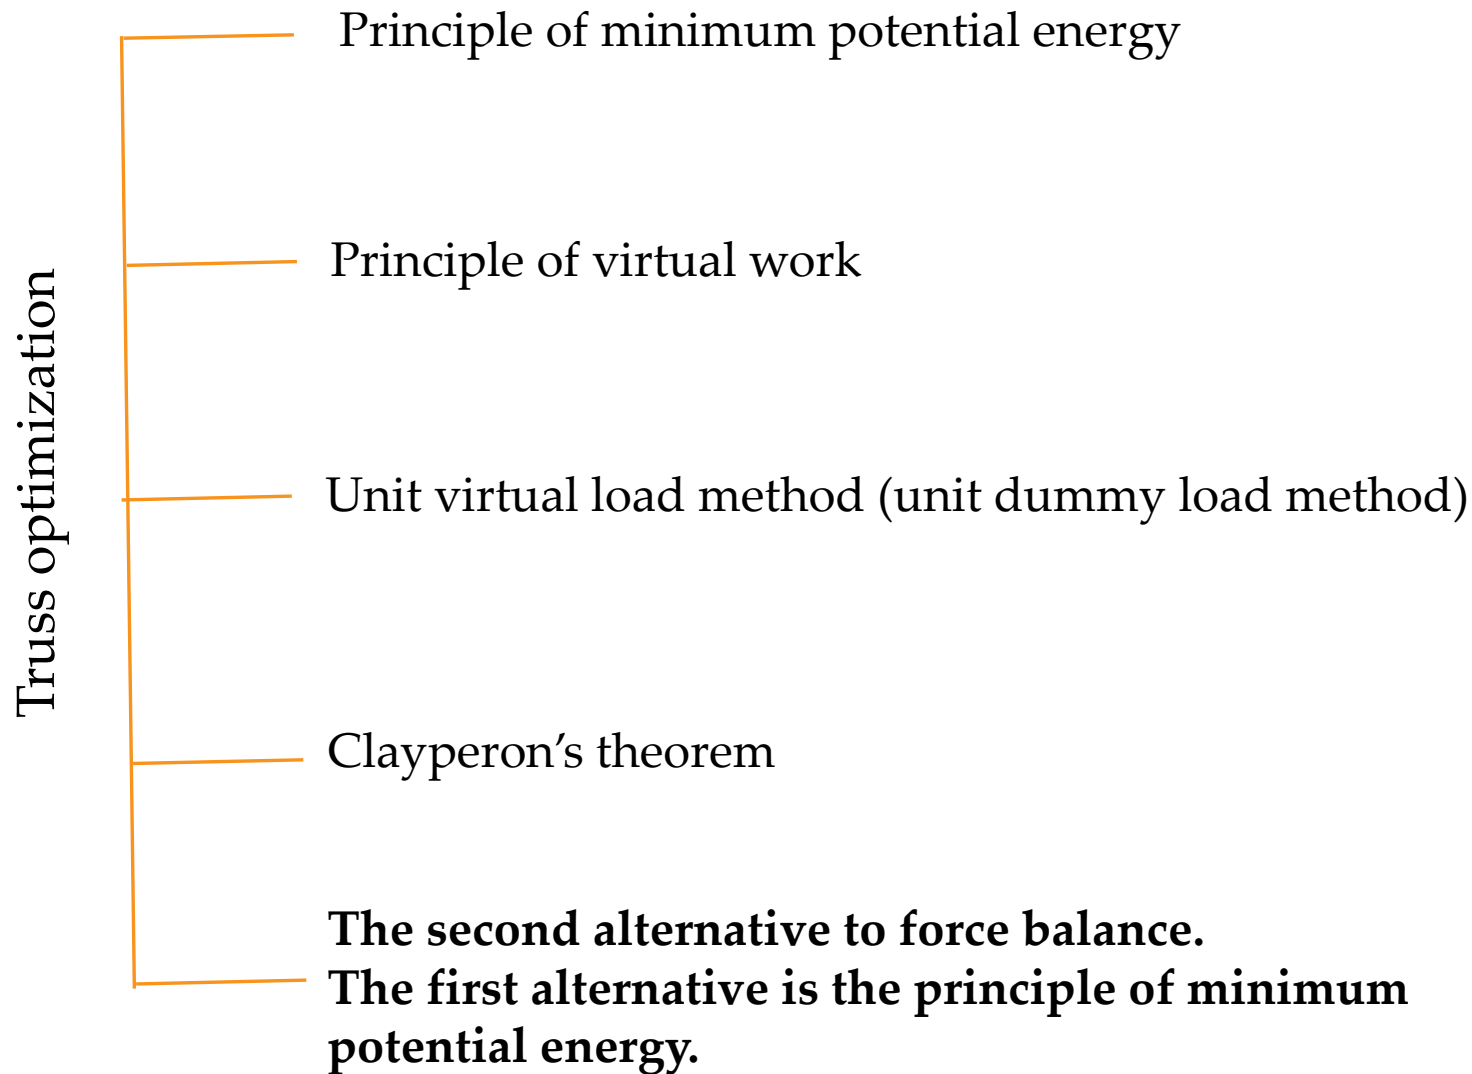 Truss optimization
Principle of minimum potential energy
Principle of virtual work
Unit virtual load method (unit dummy load method)
Clayperon’s theorem
The second alternative to force balance.
The first alternative is the principle of minimum
potential energy.